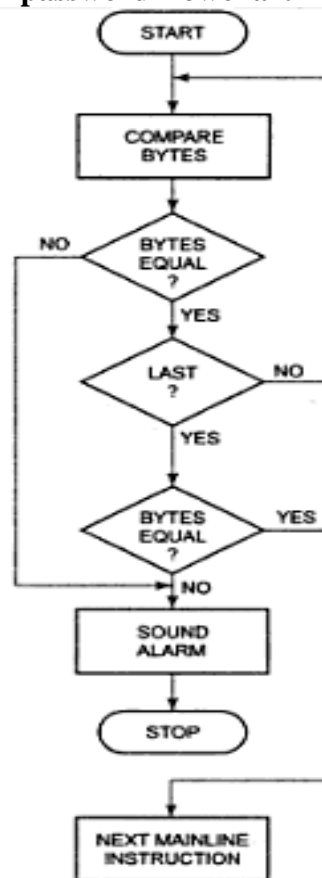 START
COMPARE
BYTES
NO
BYTES
EQUAL
?
YES
LAST
?
NO
YES
BYTES
EQUAL
?
YES
NO
SOUND
ALARM
STOP
NEXT MAINLINE
INSTRUCTION